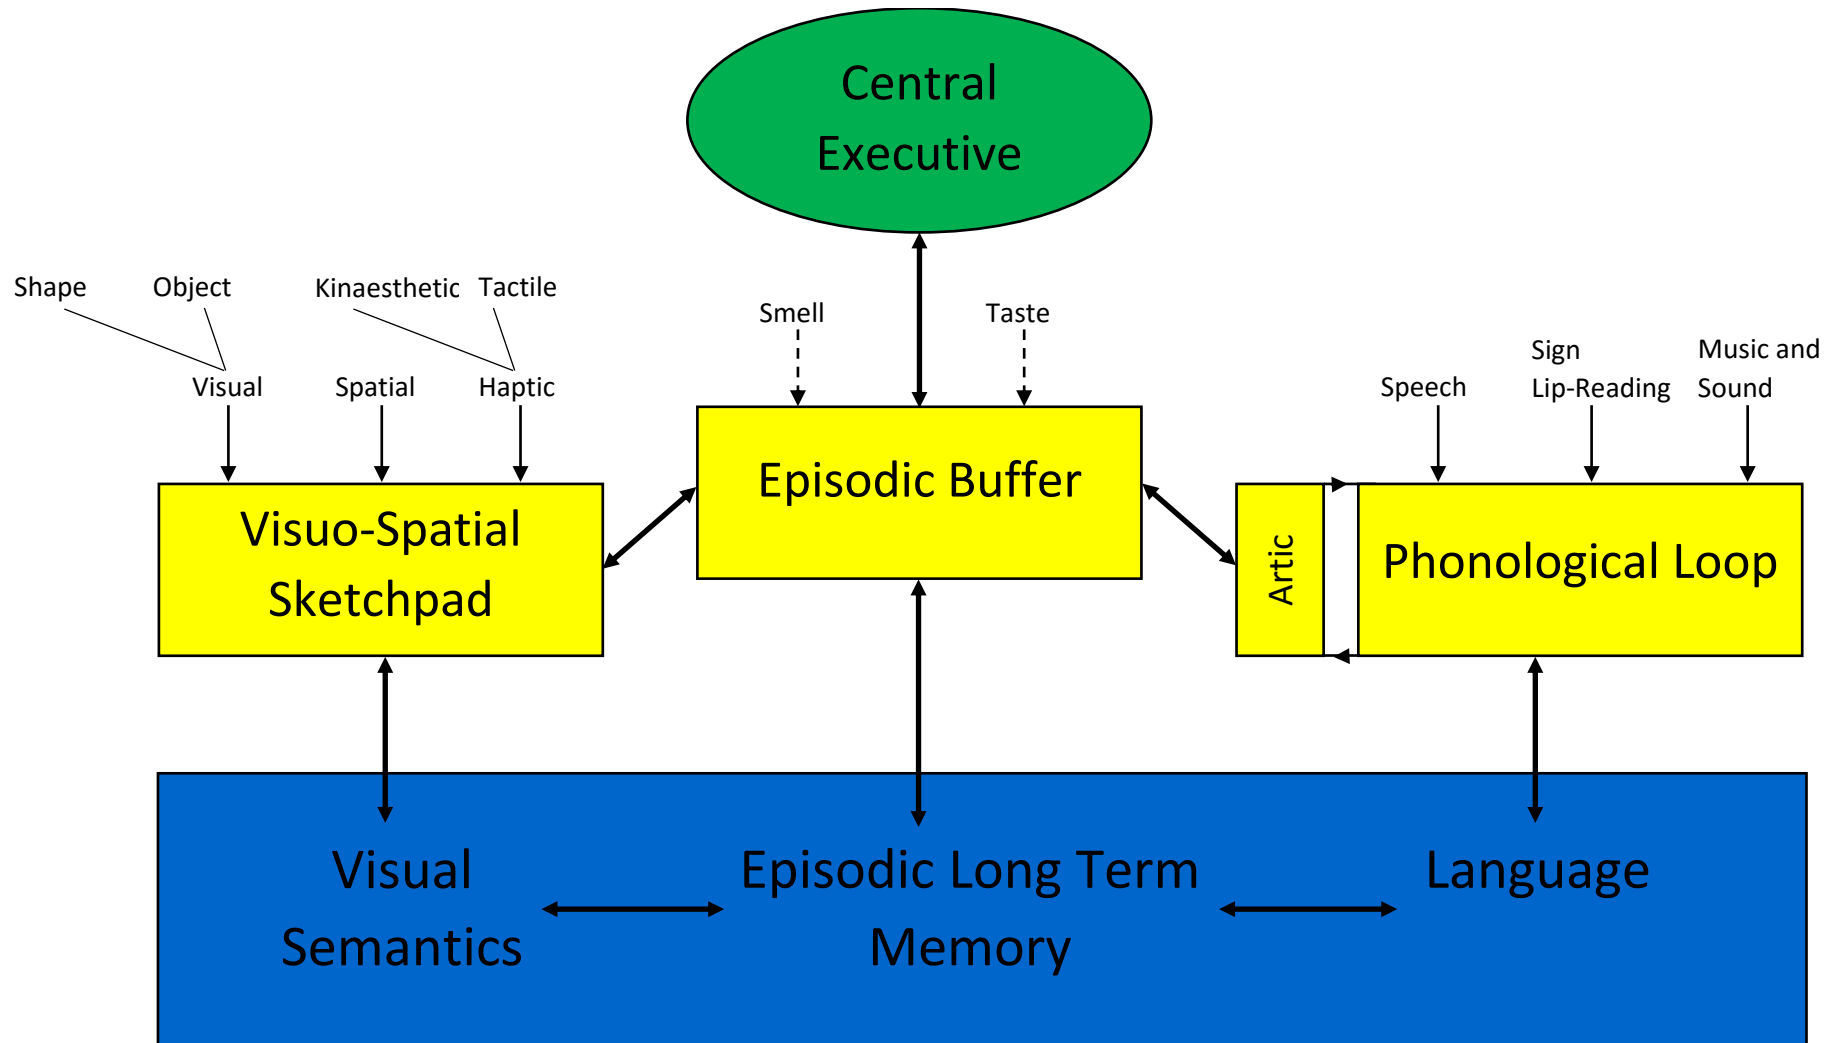 Central
Executive
Shape
Object
Kinaesthetic
Tactile
Smell
Taste
Visual
Spatial
Haptic
Speech
Sign
Lip-Reading
Music and
Sound
Visuo-Spatial
Sketchpad
Episodic Buffer
Artic
Phonological Loop
Visual
Semantics
Episodic Long Term
Memory
Language